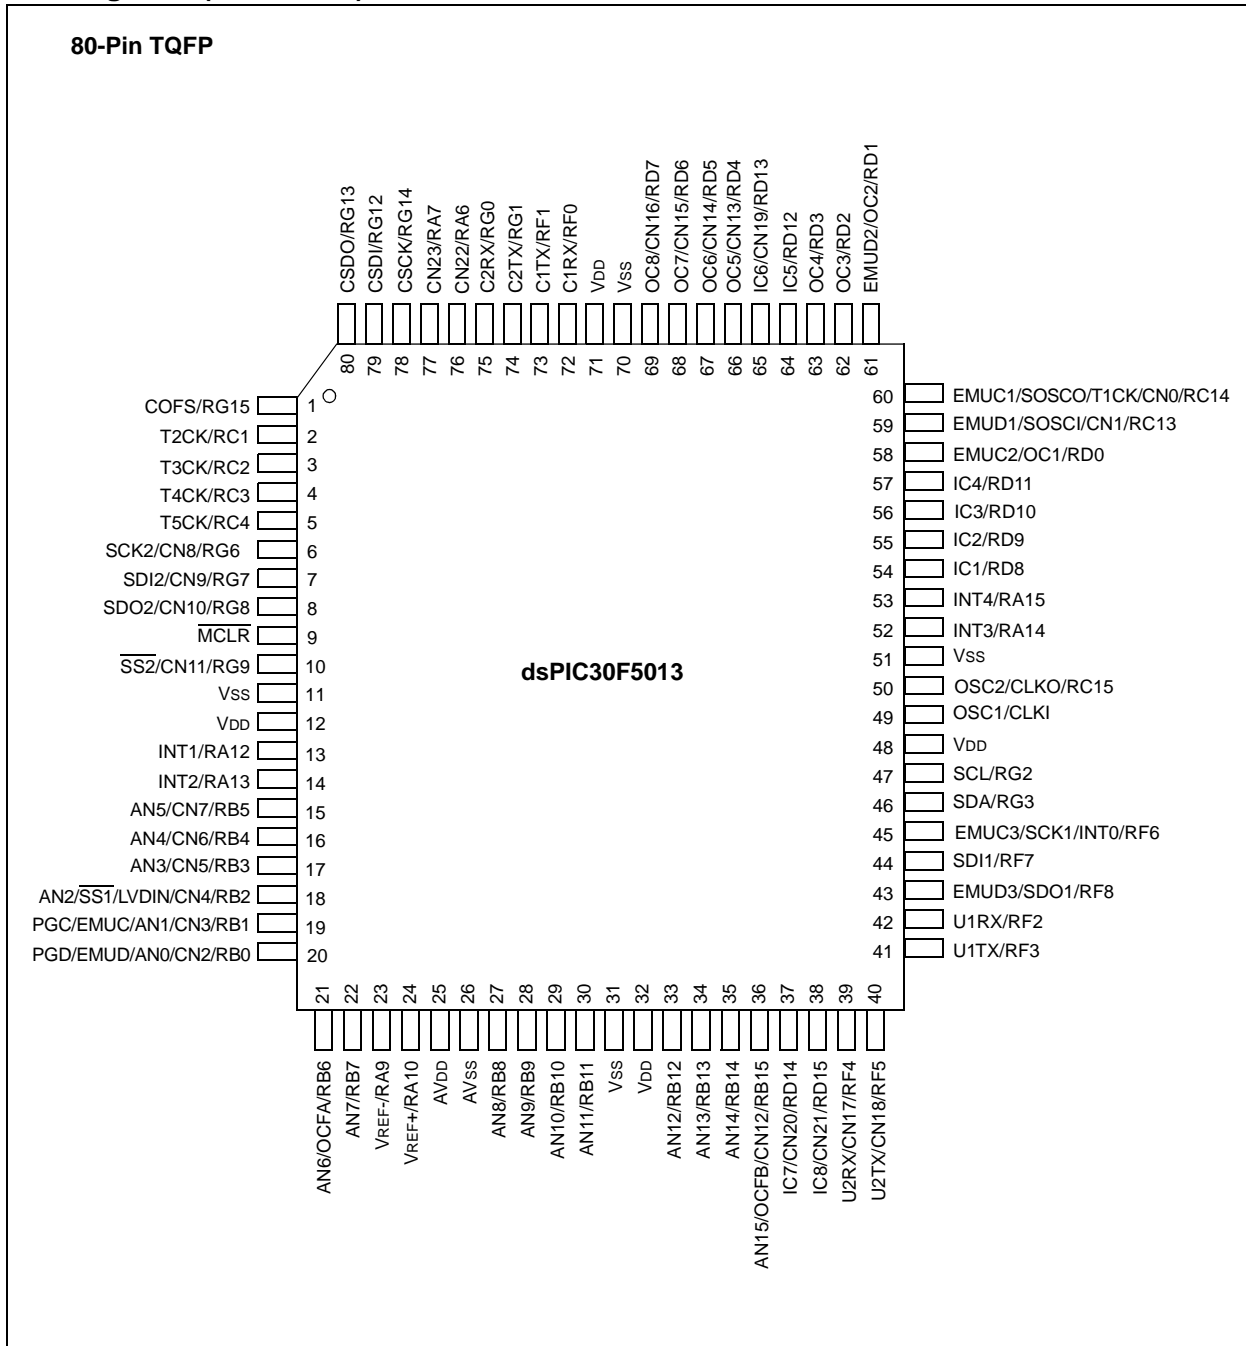 80-Pin TQFP
CSDO/RG13
CSDI/RG12
CSCK/RG14
CN23/RA7
CN22/RA6
C2RX/RG0
C2TX/RG1
C1TX/RF1
C1RX/RF0
VDD
VSS
OC8/CN16/RD7
OC7/CN15/RD6
OC6/CN14/RD5
OC5/CN13/RD4
IC6/CN19/RD13
IC5/RD12
OC4/RD3
OC3/RD2
EMUD2/OC2/RD1
80
79
78
77
76
75
74
73
72
71
70
69
68
67
66
65
64
63
62
61
COFS/RG15 1
T2CK/RC1 2
T3CK/RC2 3
T4CK/RC3 4
T5CK/RC4 5
SCK2/CN8/RG6 6
SDI2/CN9/RG7 7
SDO2/CN10/RG8 8
MCLR 9
SS2/CN11/RG9 10
VSS 11
VDD 12
INT1/RA12 13
INT2/RA13 14
AN5/CN7/RB5 15
AN4/CN6/RB4 16
AN3/CN5/RB3 17
AN2/SS1/LVDIN/CN4/RB2 18
PGC/EMUC/AN1/CN3/RB1 19
PGD/EMUD/AN0/CN2/RB0 20
dsPIC30F5013
60 EMUC1/SOSCO/T1CK/CN0/RC14
59 EMUD1/SOSCI/CN1/RC13
58 EMUC2/OC1/RD0
57 IC4/RD11
56 IC3/RD10
55 IC2/RD9
54 IC1/RD8
53 INT4/RA15
52 INT3/RA14
51 VSS
50 OSC2/CLKO/RC15
49 OSC1/CLKI
48 VDD
47 SCL/RG2
46 SDA/RG3
45 EMUC3/SCK1/INT0/RF6
44 SDI1/RF7
43 EMUD3/SDO1/RF8
42 U1RX/RF2
41 U1TX/RF3
21
22
23
24
25
26
27
28
29
30
31
32
33
34
35
36
37
38
39
40
AN6/OCFA/RB6
AN7/RB7
VREF-/RA9
VREF+/RA10
AVDD
AVSS
AN8/RB8
AN9/RB9
AN10/RB10
AN11/RB11
VSS
VDD
AN12/RB12
AN13/RB13
AN14/RB14
AN15/OCFB/CN12/RB15
IC7/CN20/RD14
IC8/CN21/RD15
U2RX/CN17/RF4
U2TX/CN18/RF5